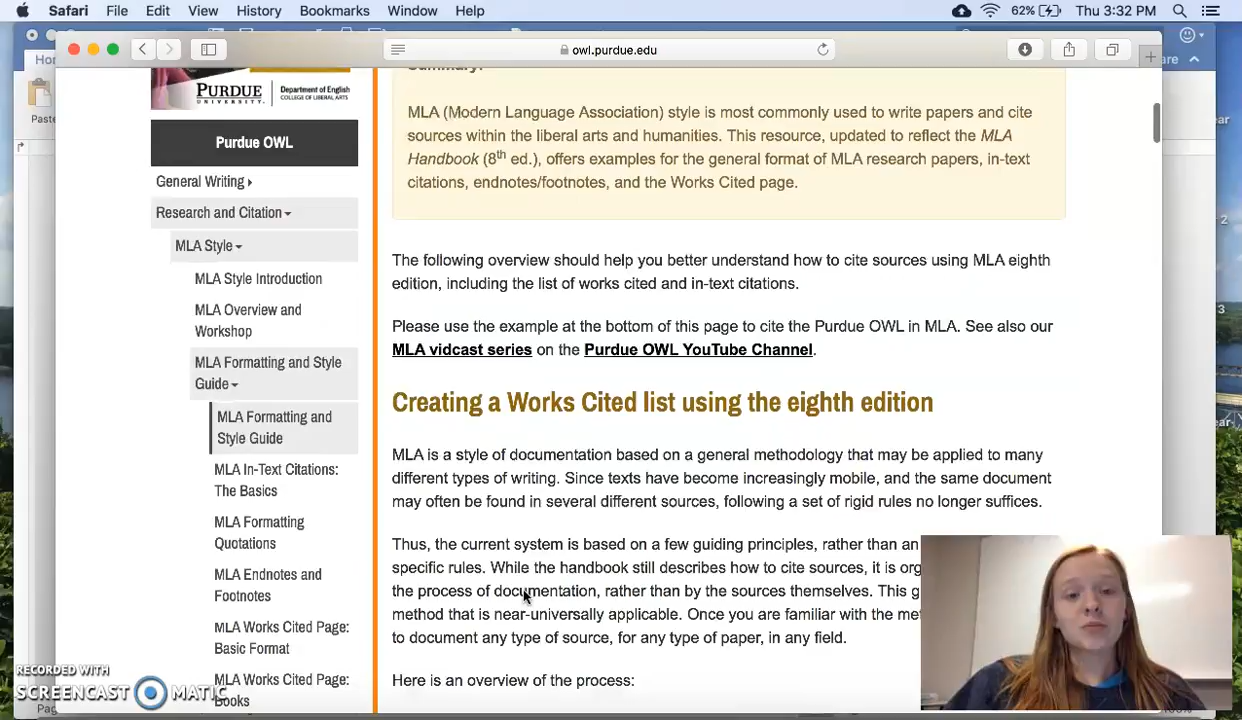 Safari File Edit View History Bookmarks Window Help 62% Thu 3:32 PM
owl.purdue.edu
Paste
PURDUE UNIVERSITY. Department of English COLLEGE OF LIBERAL ARTS
Purdue OWL
General Writing
Research and Citation
MLA Style
MLA Style Introduction
MLA Overview and
Workshop
MLA Formatting and Style
Guide
MLA Formatting and
Style Guide
MLA In-Text Citations:
The Basics
MLA Formatting
Quotations
MLA Endnotes and
Footnotes
MLA Works Cited Page:
Basic Format
MLA Works Cited Page:
Books
Summary:
MLA (Modern Language Association) style is most commonly used to write papers and cite
sources within the liberal arts and humanities. This resource, updated to reflect the MLA
Handbook (8th ed.), offers examples for the general format of MLA research papers, in-text
citations, endnotes/footnotes, and the Works Cited page.
The following overview should help you better understand how to cite sources using MLA eighth
edition, including the list of works cited and in-text citations.
Please use the example at the bottom of this page to cite the Purdue OWL in MLA. See also our
MLA vidcast series on the Purdue OWL YouTube Channel.
Creating a Works Cited list using the eighth edition
MLA is a style of documentation based on a general methodology that may be applied to many
different types of writing. Since texts have become increasingly mobile, and the same document
may often be found in several different sources, following a set of rigid rules no longer suffices.
Thus, the current system is based on a few guiding principles, rather than an
specific rules. While the handbook still describes how to cite sources, it is org
the process of documentation, rather than by the sources themselves. This g
method that is near-universally applicable. Once you are familiar with the me
to document any type of source, for any type of paper, in any field.
Here is an overview of the process:
RECORDED WITH
SCREENCAST MATIC
2
3